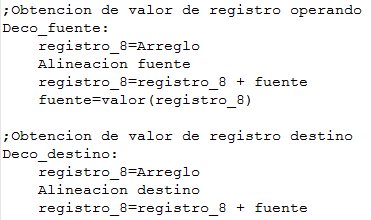 ;Obtencion de valor de registro operando
Deco_fuente:
registro_8=Arreglo
Alineacion fuente
registro_8=registro_8 + fuente
fuente=valor(registro_8)
;Obtencion de valor de registro destino
Deco_destino:
registro_8=Arreglo
Alineacion destino
registro_8=registro_8 + fuente